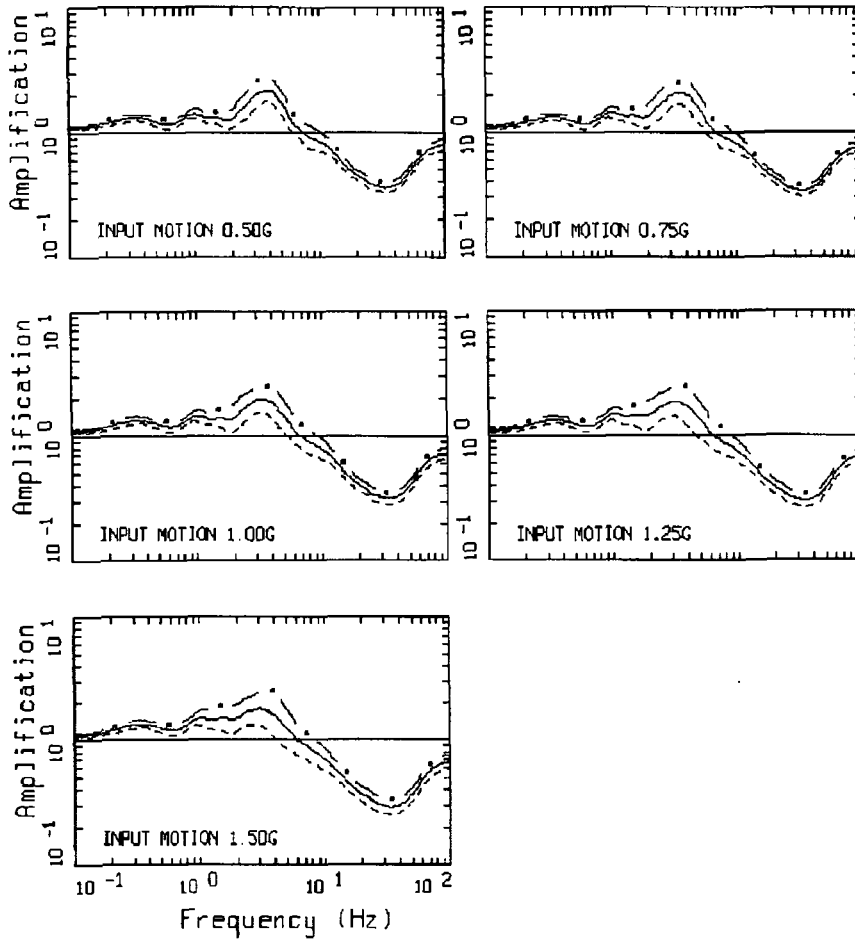 Amplification
10 -1 10 0 10 1
INPUT MOTION 0.50G
10 -1 10 0 10 1
INPUT MOTION 0.75G
Amplification
10 -1 10 0 10 1
INPUT MOTION 1.00G
10 -1 10 0 10 1
INPUT MOTION 1.25G
Amplification
10 -1 10 0 10 1
INPUT MOTION 1.50G
10 -1 10 0 10 1 10 2
Frequency (Hz)